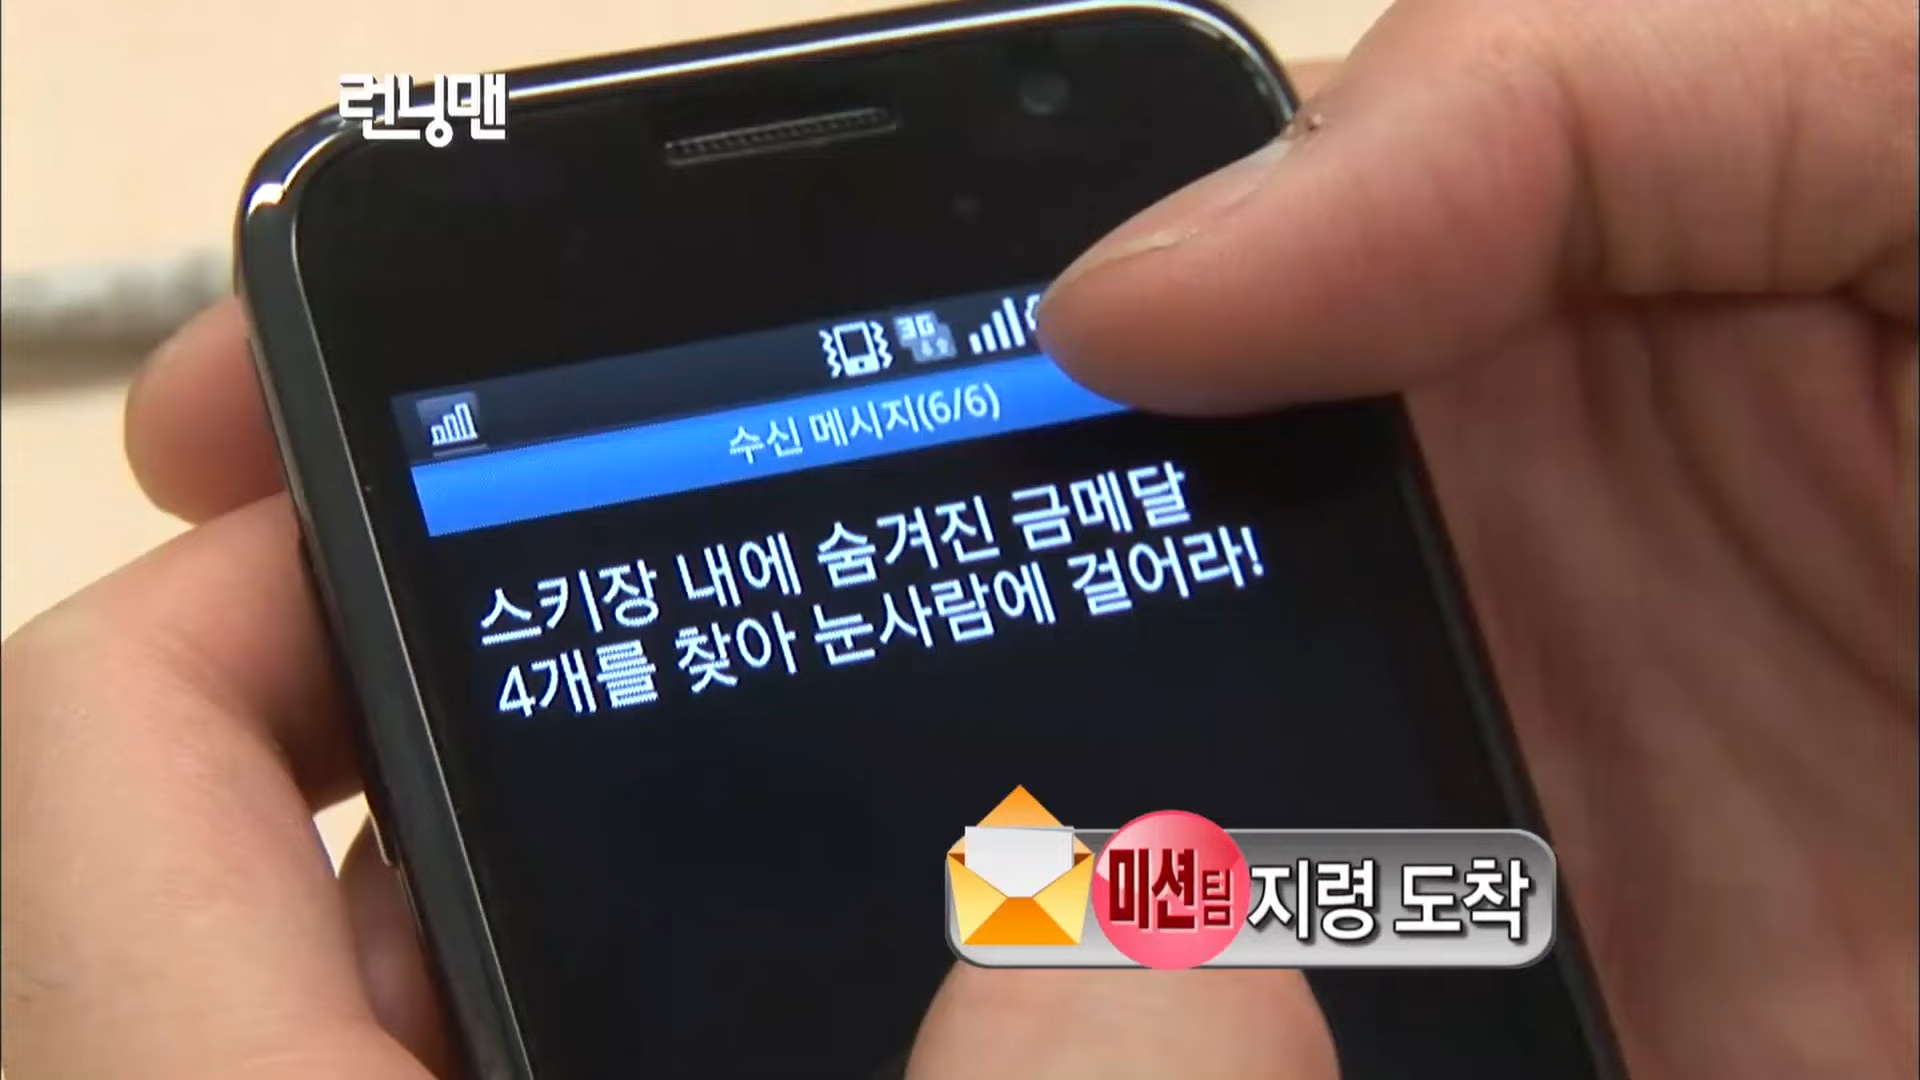 런닝맨
3G
수신 메시지(6/6)
스키장 내에 숨겨진 금메달
4개를 찾아 눈사람에 걸어라!
미션팀 지령 도착